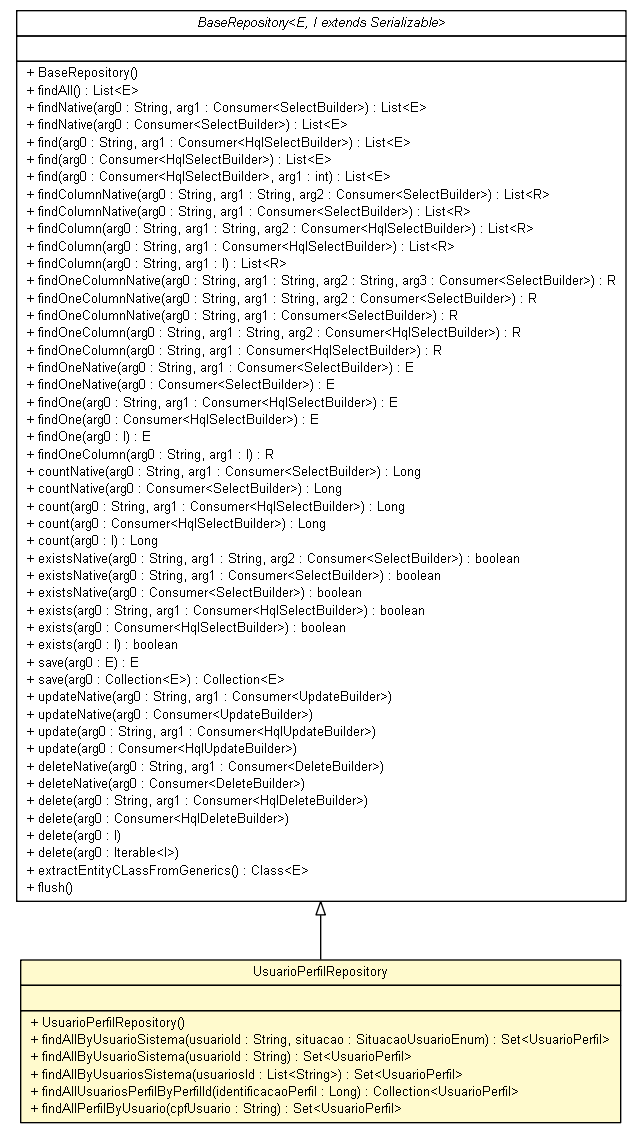 BaseRepository<E, I extends Serializable>
+ BaseRepository()
+ findAll() : List<E>
+ findNative(arg0 : String, arg1 : Consumer<SelectBuilder>) : List<E>
+ findNative(arg0 : Consumer<SelectBuilder>) : List<E>
+ find(arg0 : String, arg1 : Consumer<HqlSelectBuilder>) : List<E>
+ find(arg0 : Consumer<HqlSelectBuilder>) : List<E>
+ find(arg0 : Consumer<HqlSelectBuilder>, arg1 : int) : List<E>
+ findColumnNative(arg0 : String, arg1 : String, arg2 : Consumer<SelectBuilder>) : List<R>
+ findColumnNative(arg0 : String, arg1 : Consumer<SelectBuilder>) : List<R>
+ findColumn(arg0 : String, arg1 : String, arg2 : Consumer<HqlSelectBuilder>) : List<R>
+ findColumn(arg0 : String, arg1 : Consumer<HqlSelectBuilder>) : List<R>
+ findColumn(arg0 : String, arg1 : I) : List<R>
+ findOneColumnNative(arg0 : String, arg1 : String, arg2 : String, arg3 : Consumer<SelectBuilder>) : R
+ findOneColumnNative(arg0 : String, arg1 : String, arg2 : Consumer<SelectBuilder>) : R
+ findOneColumnNative(arg0 : String, arg1 : Consumer<SelectBuilder>) : R
+ findOneColumn(arg0 : String, arg1 : String, arg2 : Consumer<HqlSelectBuilder>) : R
+ findOneColumn(arg0 : String, arg1 : Consumer<HqlSelectBuilder>) : R
+ findOneNative(arg0 : String, arg1 : Consumer<SelectBuilder>) : E
+ findOneNative(arg0 : Consumer<SelectBuilder>) : E
+ findOne(arg0 : String, arg1 : Consumer<HqlSelectBuilder>) : E
+ findOne(arg0 : Consumer<HqlSelectBuilder>) : E
+ findOne(arg0 : I) : E
+ findOneColumn(arg0 : String, arg1 : I) : R
+ countNative(arg0 : String, arg1 : Consumer<SelectBuilder>) : Long
+ countNative(arg0 : Consumer<SelectBuilder>) : Long
+ count(arg0 : String, arg1 : Consumer<HqlSelectBuilder>) : Long
+ count(arg0 : Consumer<HqlSelectBuilder>) : Long
+ count(arg0 : I) : Long
+ existsNative(arg0 : String, arg1 : String, arg2 : Consumer<SelectBuilder>) : boolean
+ existsNative(arg0 : String, arg1 : Consumer<SelectBuilder>) : boolean
+ existsNative(arg0 : Consumer<SelectBuilder>) : boolean
+ exists(arg0 : String, arg1 : Consumer<HqlSelectBuilder>) : boolean
+ exists(arg0 : Consumer<HqlSelectBuilder>) : boolean
+ exists(arg0 : I) : boolean
+ save(arg0 : E) : E
+ save(arg0 : Collection<E>) : Collection<E>
+ updateNative(arg0 : String, arg1 : Consumer<UpdateBuilder>)
+ updateNative(arg0 : Consumer<UpdateBuilder>)
+ update(arg0 : String, arg1 : Consumer<HqlUpdateBuilder>)
+ update(arg0 : Consumer<HqlUpdateBuilder>)
+ deleteNative(arg0 : String, arg1 : Consumer<DeleteBuilder>)
+ deleteNative(arg0 : Consumer<DeleteBuilder>)
+ delete(arg0 : String, arg1 : Consumer<HqlDeleteBuilder>)
+ delete(arg0 : Consumer<HqlDeleteBuilder>)
+ delete(arg0 : I)
+ delete(arg0 : Iterable<I>)
+ extractEntityCLassFromGenerics() : Class<E>
+ flush()
UsuarioPerfilRepository
+ UsuarioPerfilRepository()
+ findAllByUsuarioSistema(usuarioId : String, situacao : SituacaoUsuarioEnum) : Set<UsuarioPerfil>
+ findAllByUsuarioSistema(usuarioId : String) : Set<UsuarioPerfil>
+ findAllByUsuariosSistema(usuariosId : List<String>) : Set<UsuarioPerfil>
+ findAllUsuariosPerfilByPerfilId(identificacaoPerfil : Long) : Collection<UsuarioPerfil>
+ findAllPerfilByUsuario(cpfUsuario : String) : Set<UsuarioPerfil>